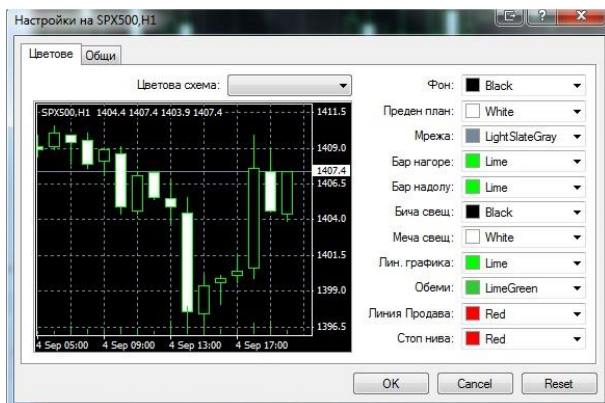 Настройки на SPX500,H1
Цветове Общи
Цветова схема:
SPX500,H1 1404.4 1407.4 1403.9 1407.4
1411.5
1409.0
1407.4
1406.5
1404.0
1401.5
1399.0
1396.5
4 Sep 05:00 4 Sep 09:00 4 Sep 13:00 4 Sep 17:00
Фон: Black
Преден план: White
Мрежа: LightSlateGray
Бар нагоре: Lime
Бар надолу: Lime
Бича свещ: Black
Меча свещ: White
Лин. графика: Lime
Обеми: LimeGreen
Линия Продава: Red
Стоп нива: Red
OK Cancel Reset